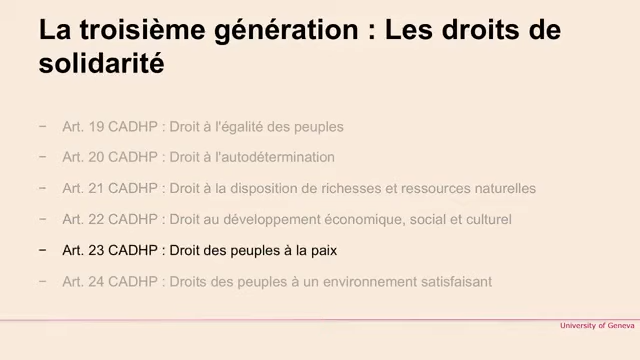 La troisième génération : Les droits de
solidarité
− Art. 19 CADHP : Droit à l'égalité des peuples
− Art. 20 CADHP : Droit à l'autodétermination
− Art. 21 CADHP : Droit à la disposition de richesses et ressources naturelles
− Art. 22 CADHP : Droit au développement économique, social et culturel
− Art. 23 CADHP : Droit des peuples à la paix
− Art. 24 CADHP : Droits des peuples à un environnement satisfaisant
University of Geneva